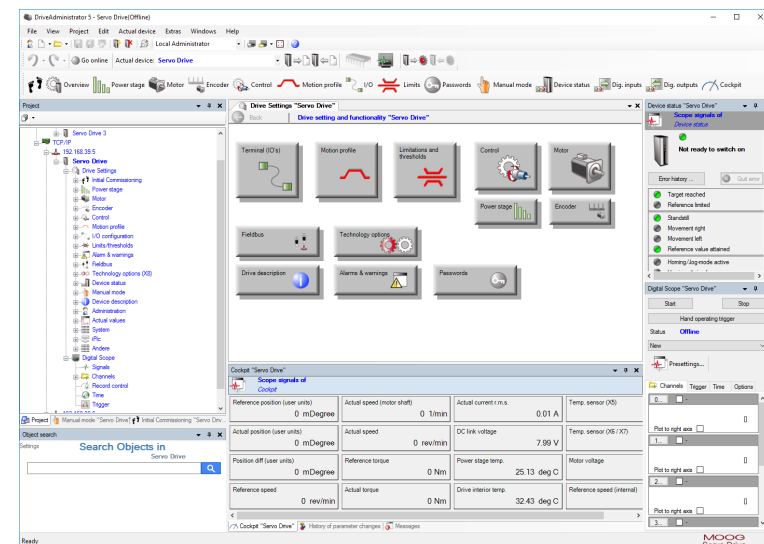 DriveAdministrator 5 - Servo Drive(Offline)
File View Project Edit Actual device Extras Windows Help
Local Administrator
Go online Actual device: Servo Drive
Overview Power stage Motor Encoder Control Motion profile I/O Limits Passwords Manual mode Device status Dig. inputs Dig. outputs Cockpit
Project
Servo Drive 3
TCP/IP
192.168.39.5
Servo Drive
Drive Settings
Initial Commissioning
Power stage
Motor
Encoder
Control
Motion profile
I/O configuration
Limits/thresholds
Alarm & warnings
Fieldbus
Technology options (X8)
Device status
Manual mode
Device description
Administration
Actual values
System
iPlc
Andere
Digital Scope
Signals
Channels
Record control
Time
Trigger
Project Manual mode "Servo Drive" Initial Commissioning "Servo Driv
Object search
Settings
Search Objects in
Servo Drive
Drive Settings "Servo Drive"
Back Drive setting and functionality "Servo Drive"
Terminal (IO's)
Motion profile
Limitations and thresholds
Control
Motor
Power stage
Encoder
Fieldbus
Technology options
Drive description
Alarms & warnings
Passwords
Cockpit "Servo Drive"
Scope signals of
Cockpit
Reference position (user units) Actual speed (motor shaft) Actual current r.m.s. Temp. sensor (X5)
0 mDegree 0 1/min 0.01 A
Actual position (user units) Actual speed DC link voltage Temp. sensor (X6 / X7)
0 mDegree 0 rev/min 7.99 V
Position diff (user units) Reference torque Power stage temp. Motor voltage
0 mDegree 0 Nm 25.13 deg C
Reference speed Actual torque Drive interior temp. Reference speed (internal)
0 rev/min 0 Nm 32.43 deg C
Cockpit "Servo Drive" History of parameter changes Messages
Device status "Servo Drive"
Scope signals of
Device status
Not ready to switch on
Error history ... Quit error
Target reached
Reference limited
Standstill
Movement right
Movement left
Reference value attained
Homing/Jog-mode active
Digital Scope "Servo Drive"
Start Stop
Hand operating trigger
Status Offline
New
Presettings...
Channels Trigger Time Options
0... -
[]
Plot to right axis
1... -
[]
Plot to right axis
2... -
[]
Plot to right axis
3... -
Ready
MOOG
Servo Drive